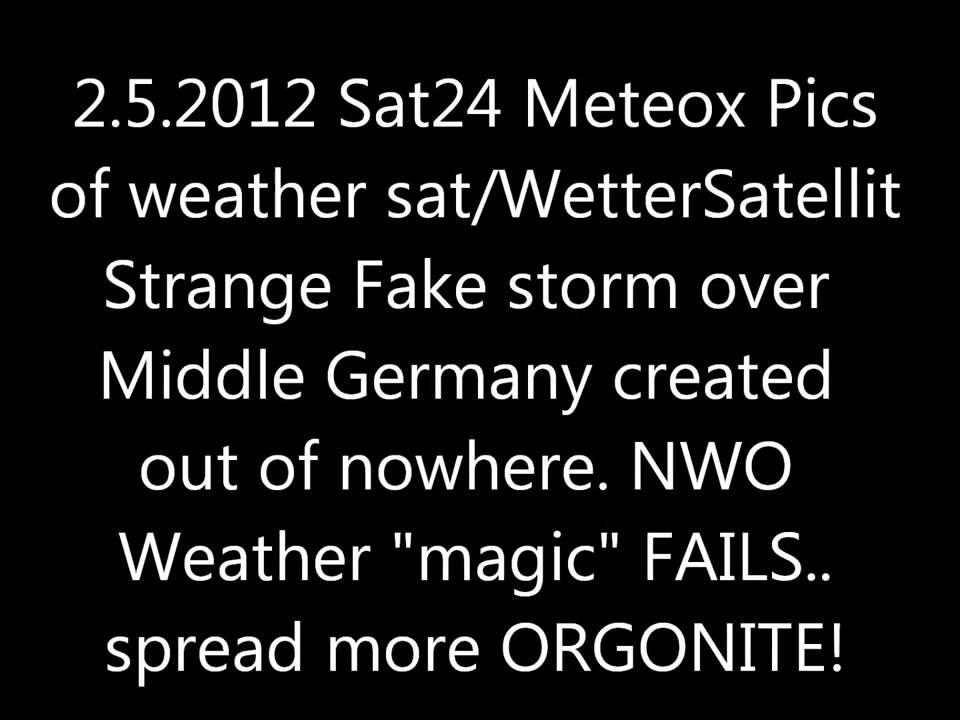 2.5.2012 Sat24 Meteox Pics
of weather sat/WetterSatellit
Strange Fake storm over
Middle Germany created
out of nowhere. NWO
Weather "magic" FAILS..
spread more ORGONITE!